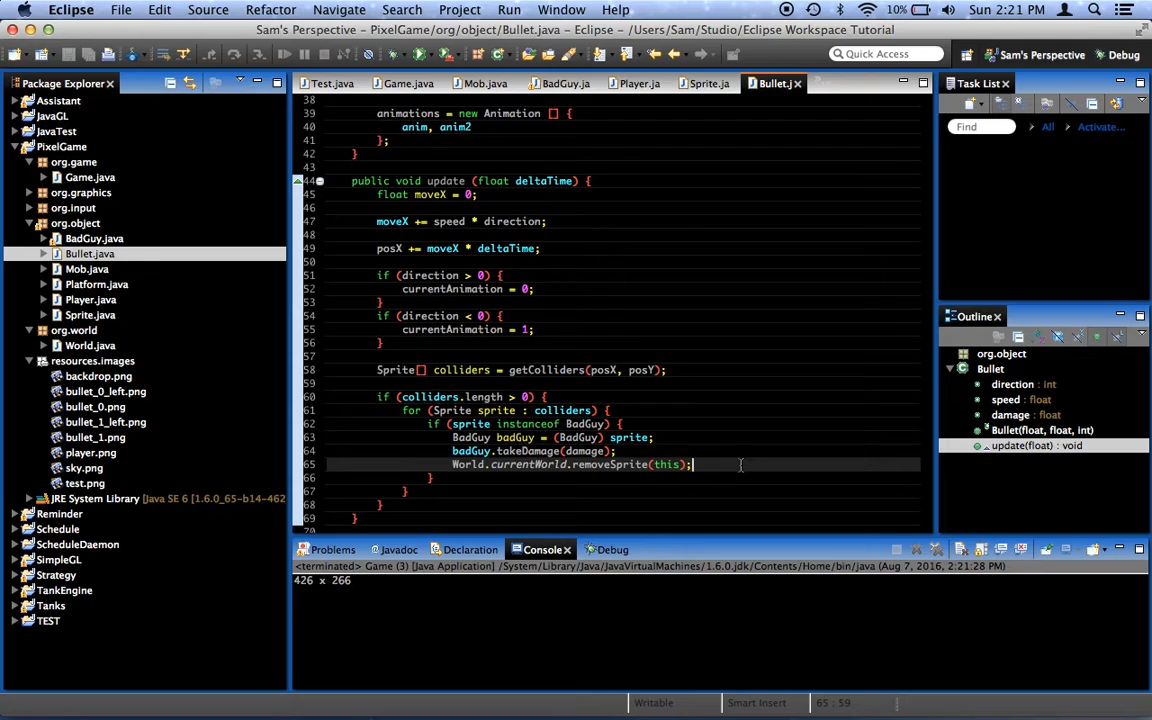 Eclipse File Edit Source Refactor Navigate Search Project Run Window Help 10% Sun 2:21 PM
Sam's Perspective - PixelGame/org/object/Bullet.java - Eclipse - /Users/Sam/Studio/Eclipse Workspace Tutorial
Quick Access Sam's Perspective Debug
Package Explorer
Assistant
JavaGL
JavaTest
PixelGame
org.game
Game.java
org.graphics
org.input
org.object
BadGuy.java
Bullet.java
Mob.java
Platform.java
Player.java
Sprite.java
org.world
World.java
resources.images
backdrop.png
bullet_0_left.png
bullet_0.png
bullet_1_left.png
bullet_1.png
player.png
sky.png
test.png
JRE System Library [Java SE 6 [1.6.0_65-b14-462
Reminder
Schedule
ScheduleDaemon
SimpleGL
Strategy
TankEngine
Tanks
TEST
Test.java Game.java Mob.java BadGuy.ja Player.ja Sprite.ja Bullet.j
38
39 animations = new Animation [] {
40 anim, anim2
41 };
42 }
43
44 public void update (float deltaTime) {
45 float moveX = 0;
46
47 moveX += speed * direction;
48
49 posX += moveX * deltaTime;
50
51 if (direction > 0) {
52 currentAnimation = 0;
53 }
54 if (direction < 0) {
55 currentAnimation = 1;
56 }
57
58 Sprite[] colliders = getColliders(posX, posY);
59
60 if (colliders.length > 0) {
61 for (Sprite sprite : colliders) {
62 if (sprite instanceof BadGuy) {
63 BadGuy badGuy = (BadGuy) sprite;
64 badGuy.takeDamage(damage);
65 World.currentWorld.removeSprite(this);
66 }
67 }
68 }
69 }
70
Task List
Find All Activate...
Outline
org.object
Bullet
direction : int
speed : float
damage : float
Bullet(float, float, int)
update(float) : void
Problems Javadoc Declaration Console Debug
<terminated> Game (3) [Java Application] /System/Library/Java/JavaVirtualMachines/1.6.0.jdk/Contents/Home/bin/java (Aug 7, 2016, 2:21:28 PM)
426 x 266
Writable Smart Insert 65 : 59